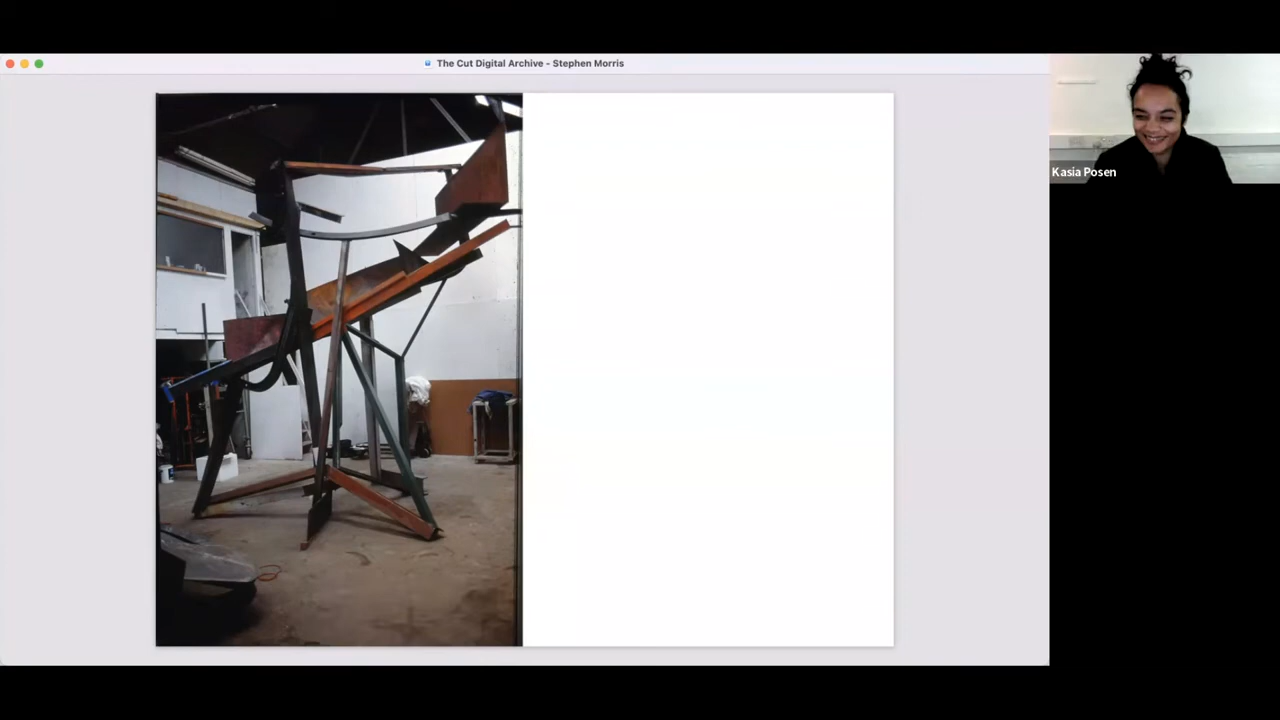 The Cut Digital Archive - Stephen Morris
Kasia Posen